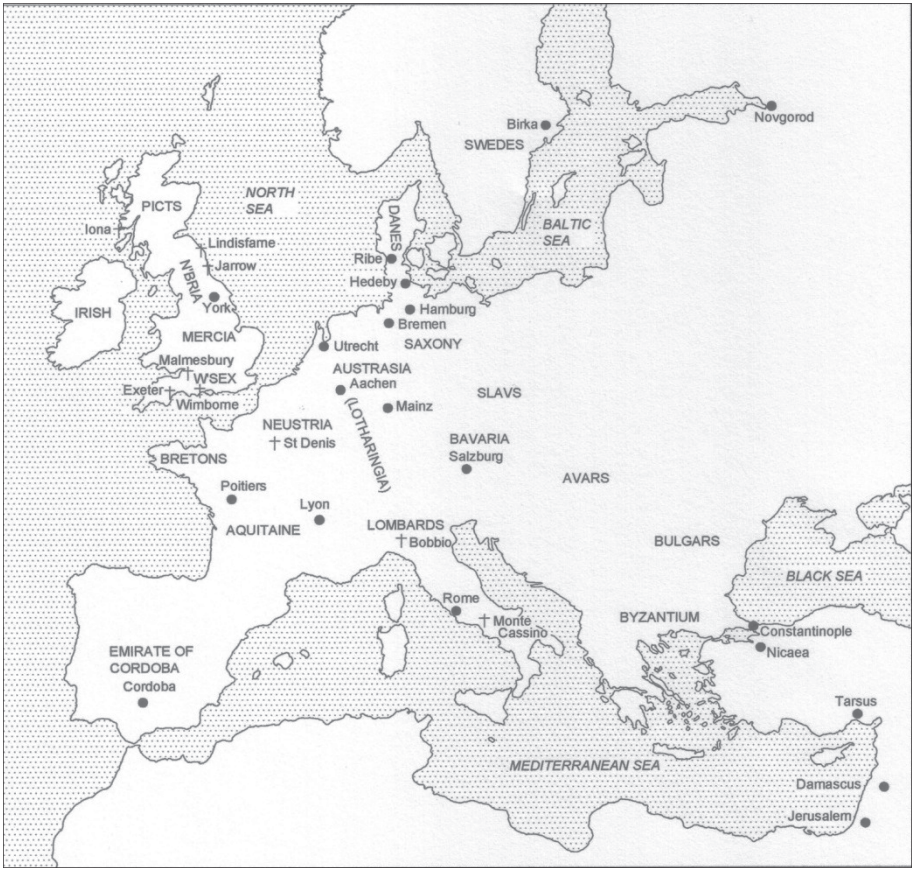 Novgorod
Birka
SWEDES
NORTH
SEA
PICTS
DANES
BALTIC
SEA
Iona
Lindisfarne
Jarrow
Ribe
N'BRIA
Hedeby
York
Hamburg
IRISH
Bremen
MERCIA
SAXONY
Utrecht
Malmesbury
AUSTRASIA
W'SEX
Aachen
Exeter
SLAVS
Wimborne
Mainz
(LOTHARINGIA)
NEUSTRIA
St Denis
BAVARIA
BRETONS
Salzburg
AVARS
Poitiers
Lyon
AQUITAINE
LOMBARDS
Bobbio
BULGARS
BLACK SEA
Rome
BYZANTIUM
Monte
Cassino
Constantinople
EMIRATE OF
CORDOBA
Nicaea
Cordoba
Tarsus
MEDITERRANEAN SEA
Damascus
Jerusalem